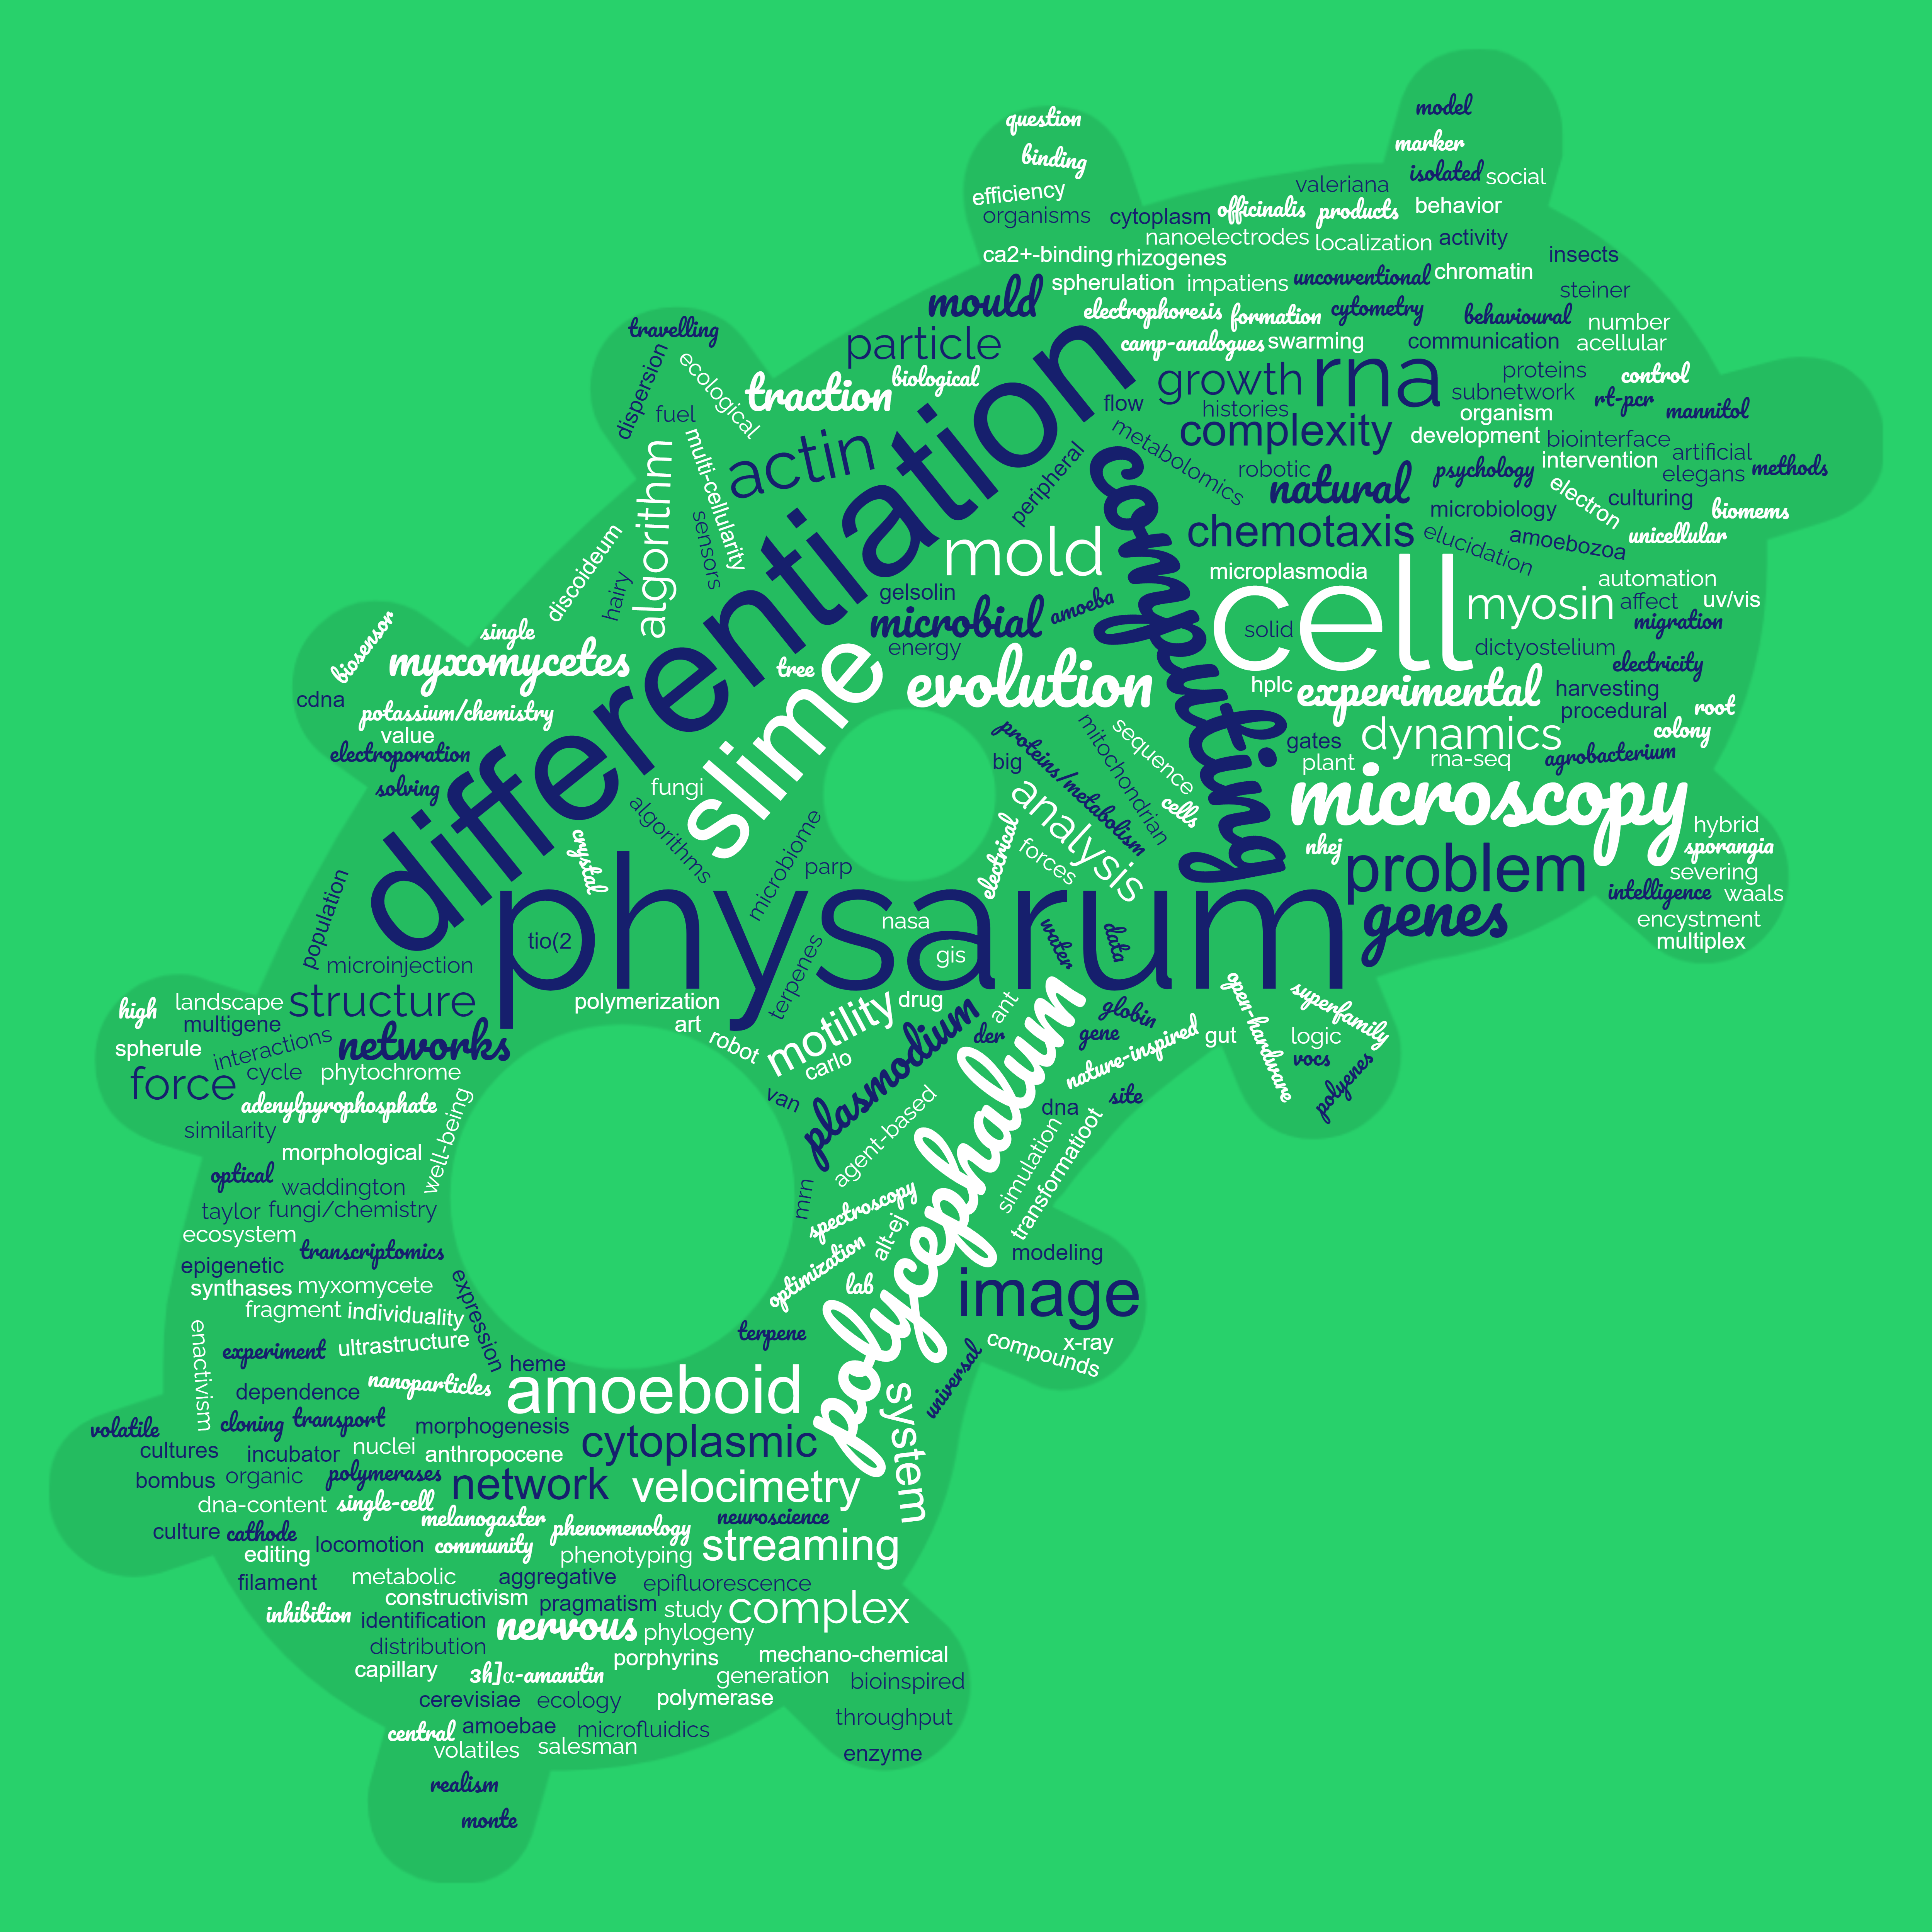 model
question
marker
binding
isolated
social
valeriana
efficiency
organisms
cytoplasm
officinalis
products
behavior
nanoelectrodes
localization
activity
ca2+-binding
rhizogenes
insects
spherulation
impatiens
unconventional
chromatin
mould
steiner
electrophoresis
formation
cytometry
behavioural
number
travelling
particle
camp-analogues
swarming
communication
acellular
dispersion
ecological
traction
biological
differentiation
flow
growth
rna
proteins
control
subnetwork
rt-pcr
mannitol
fuel
histories
organism
complexity
development
biointerface
artificial
multi-cellularity
algorithm
actin
peripheral
metabolomics
robotic
psychology
intervention
elegans
methods
natural
electron
culturing
biomems
sensors
microbiology
computing
chemotaxis
elucidation
amoebozoa
unicellular
discoideum
hairy
mold
microplasmodia
cell
automation
gelsolin
microbial
amoeba
solid
myosin
affect
uv/vis
migration
biosensor
single
energy
dictyostelium
electricity
myxomycetes
tree
slime
evolution
hplc
experimental
harvesting
procedural
root
cdna
potassium/chemistry
value
proteins/metabolism
mitochondrian
sequence
gates
dynamics
colony
electroporation
big
plant
rna-seq
agrobacterium
solving
fungi
algorithms
analysis
cells
microscopy
crystal
microbiome
parp
electrical
forces
nhej
problem
hybrid
sporangia
severing
physarum
intelligence
waals
population
tio(2
nasa
gis
water
data
genes
encystment
multiplex
microinjection
terpenes
high
landscape
structure
polymerization
motility
drug
ant
globin
open-hardware
superfamily
multigene
art
plasmodium
polycephalum
der
gene
nature-inspired
gut
logic
spherule
interactions
networks
robot
carlo
vocs
force
cycle
phytochrome
van
polyenes
adenylpyrophosphate
well-being
agent-based
dna
site
similarity
simulation
transformatioot
morphological
optical
waddington
mrn
spectroscopy
taylor
fungi/chemistry
ecosystem
transcriptomics
alt-ej
optimization
modeling
epigenetic
synthases
myxomycete
expression
lab
image
fragment
individuality
terpene
enactivism
experiment
ultrastructure
heme
universal
compounds
x-ray
dependence
nanoparticles
amoeboid
system
volatile
cloning
transport
morphogenesis
cytoplasmic
cultures
incubator
nuclei
anthropocene
bombus
organic
polymerases
network
velocimetry
dna-content
single-cell
melanogaster
phenomenology
neuroscience
culture
cathode
locomotion
community
streaming
editing
phenotyping
filament
metabolic
aggregative
epifluorescence
constructivism
pragmatism
study
complex
inhibition
identification
nervous
phylogeny
distribution
porphyrins
mechano-chemical
capillary
3h]α-amanitin
generation
bioinspired
cerevisiae
ecology
polymerase
throughput
central
amoebae
microfluidics
volatiles
salesman
enzyme
realism
monte